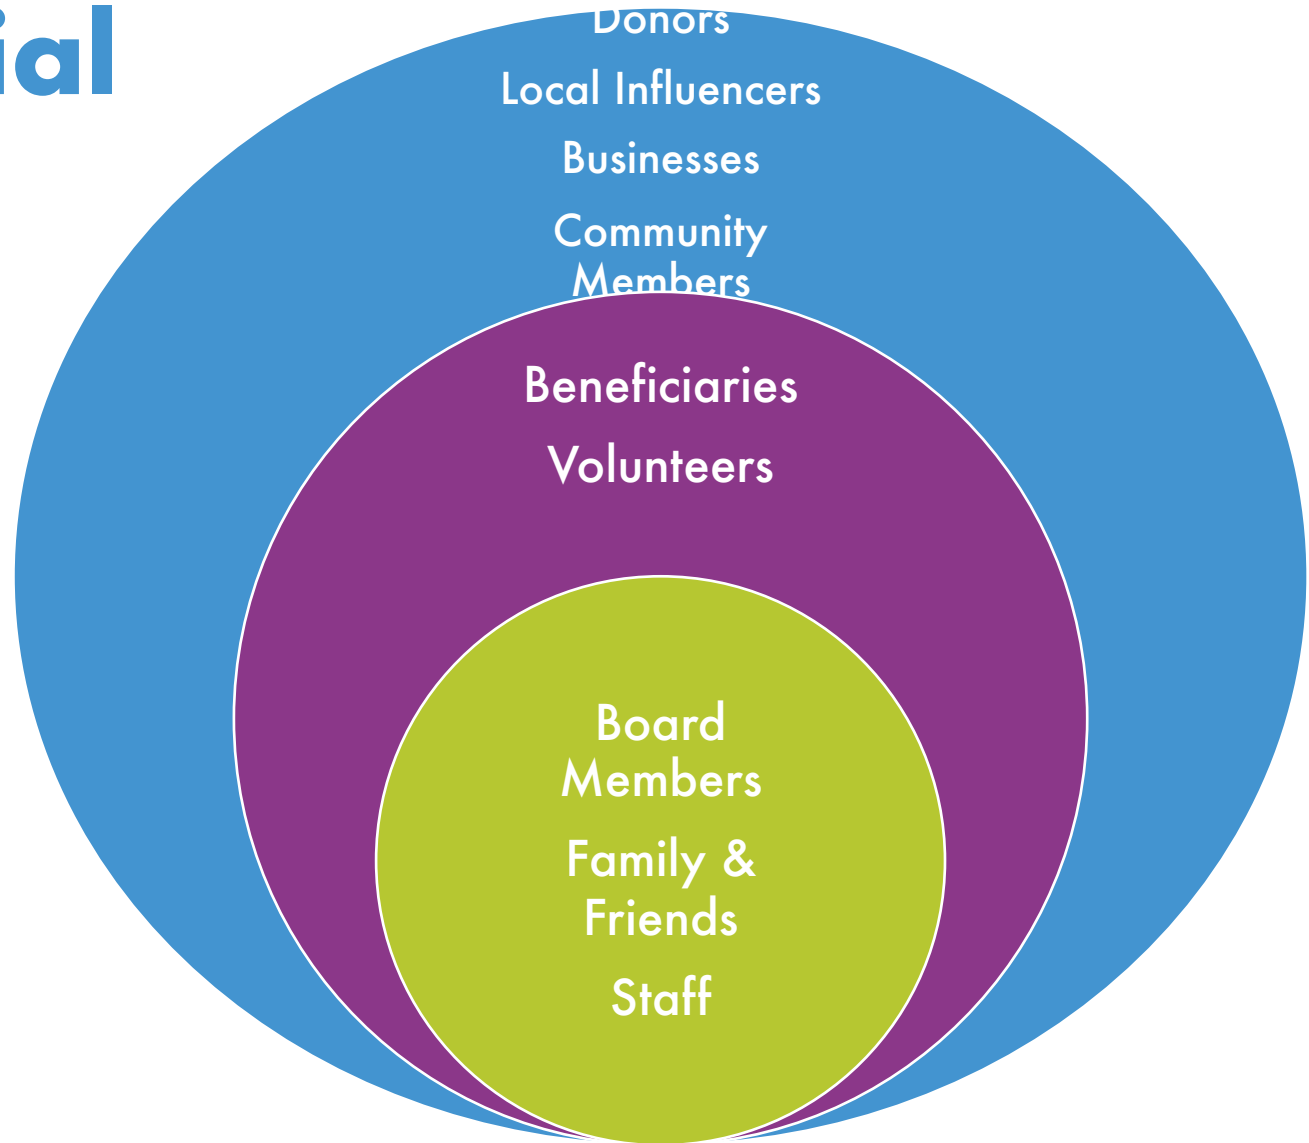 ial
Donors
Local Influencers
Businesses
Community
Members
Beneficiaries
Volunteers
Board
Members
Family &
Friends
Staff